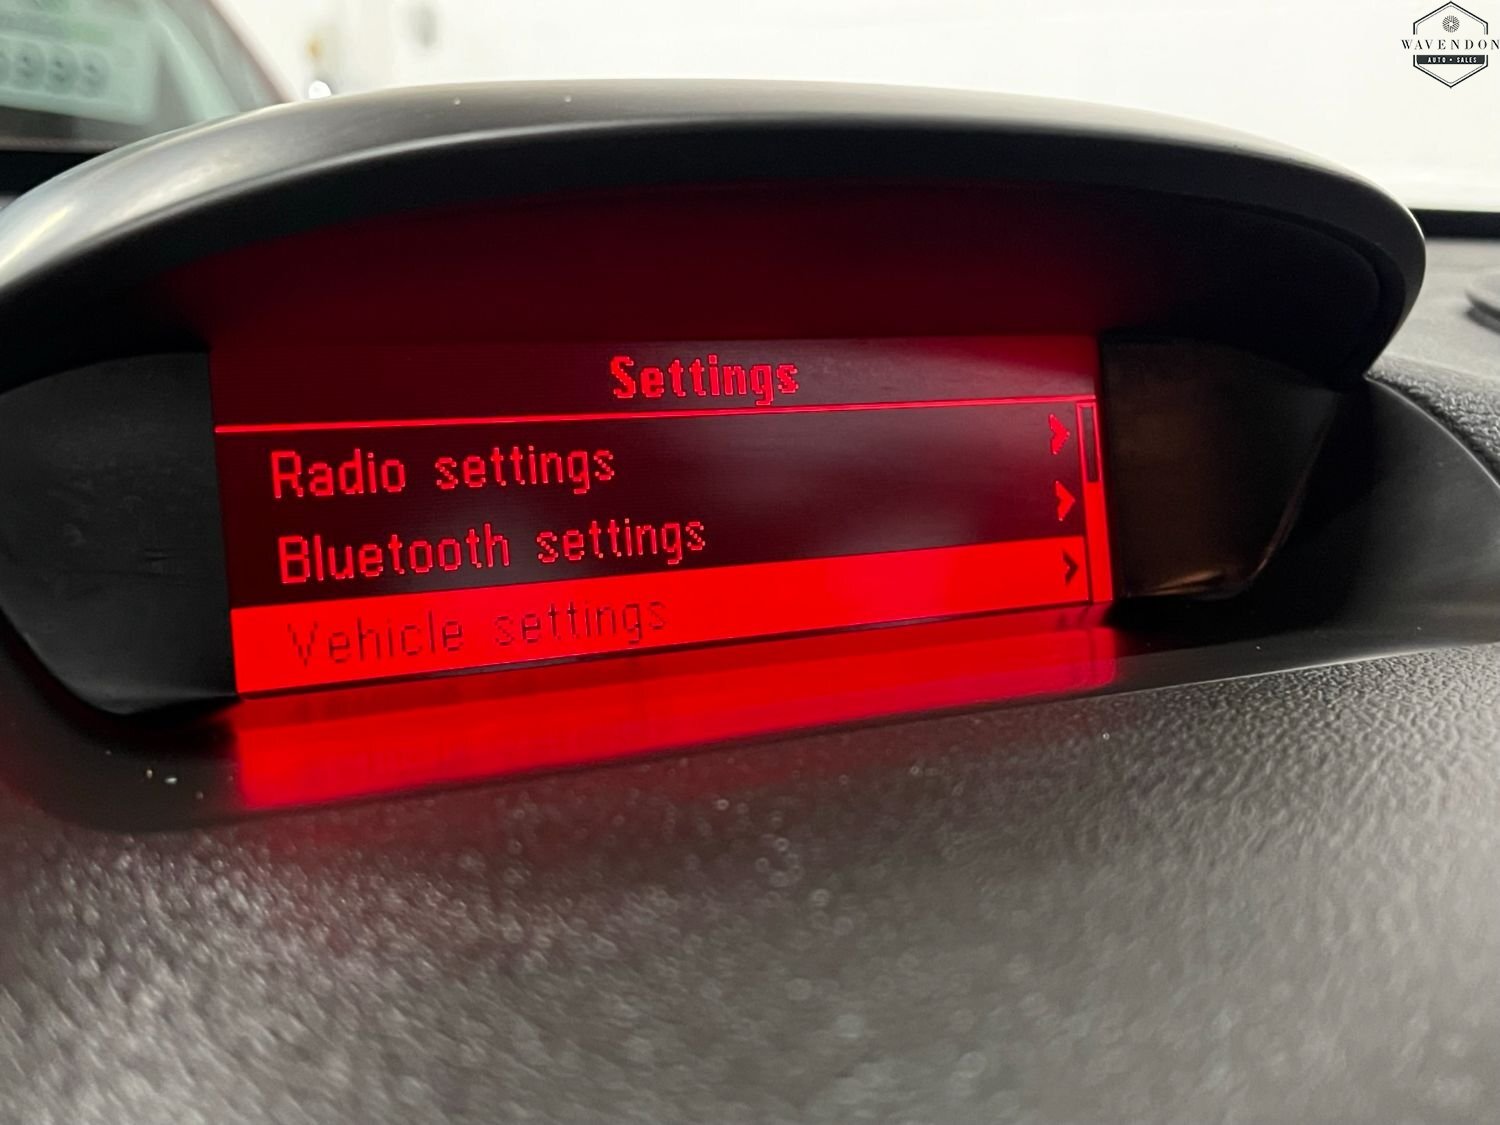 WAVENDON
AUTO • SALES
Settings
Radio settings
Bluetooth settings
Vehicle settings